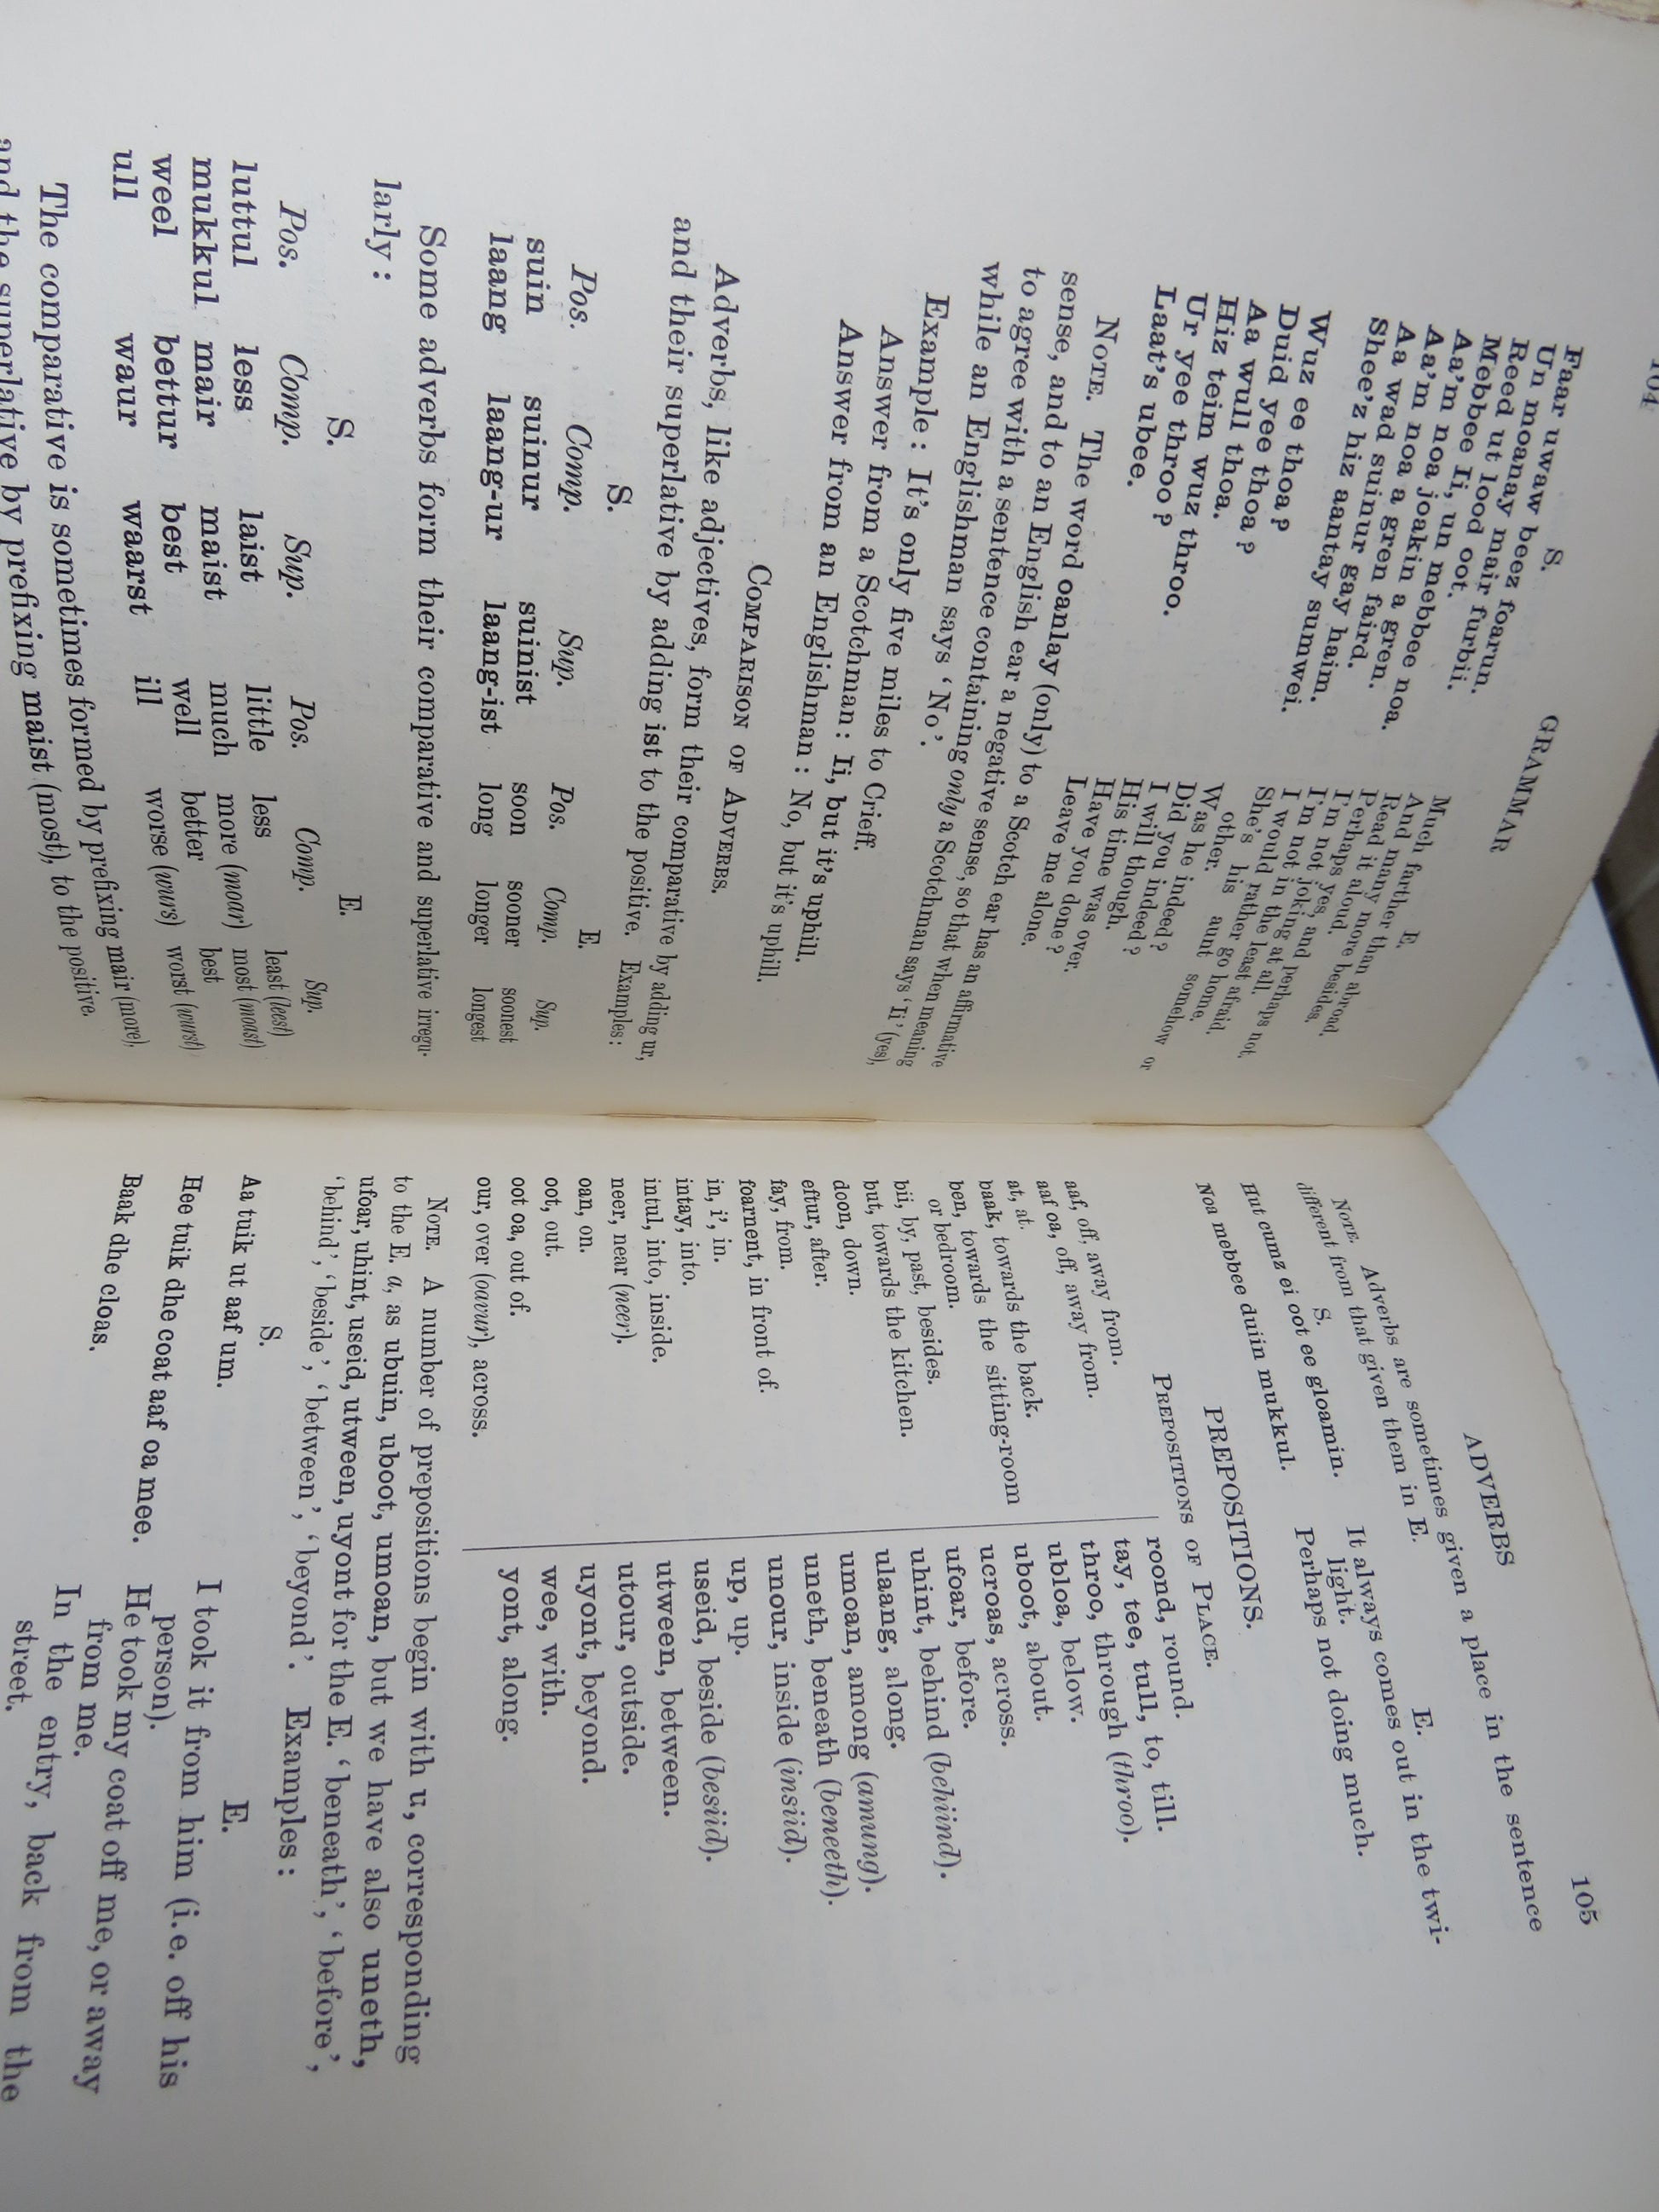 104
GRAMMAR
S.
E.
Faar uwaw beez foarun.
Un moanay mair furbii.
Reed ut lood oot.
Mebbee Ii, un mebbee noa.
Aa'm noa joakin a gren.
Aa'm noa a gren faird.
Aa wad suinur gay haim.
Shee'z hiz aantay sumwei.
Wuz ee thoa?
Duid yee thoa?
Aa wull thoa.
Hiz teim wuz throo.
Ur yee throo?
Laat's ubee.
Much farther than abroad.
And many more besides.
Read it aloud.
Perhaps yes, and perhaps not.
I'm not joking at all.
I'm not in the least afraid.
I would rather go home.
She's his aunt somehow or
other.
Was he indeed?
Did you indeed?
I will though.
His time was over.
Have you done?
Leave me alone.
NOTE. The word oanlay (only) to a Scotch ear has an affirmative
sense, and to an English ear a negative sense, so that when meaning
to agree with a sentence containing only a Scotchman says 'Ii' (yes),
while an Englishman says 'No'.
Example: It's only five miles to Crieff.
Answer from a Scotchman: Ii, but it's uphill.
Answer from an Englishman: No, but it's uphill.
COMPARISON OF ADVERBS.
Adverbs, like adjectives, form their comparative by adding ur,
and their superlative by adding ist to the positive. Examples:
S. E.
Pos. Comp. Sup. Pos. Comp. Sup.
suin suinur suinist soon sooner soonest
laang laang-ur laang-ist long longer longest
Some adverbs form their comparative and superlative irregu-
larly:
S. E.
Pos. Comp. Sup. Pos. Comp. Sup.
luttul less laist little less least (leest)
mukkul mair maist much more (moar) most (moast)
weel bettur best well better best
ull waur waarst ill worse (wurs) worst (wurst)
The comparative is sometimes formed by prefixing mair (more),
and the superlative by prefixing maist (most), to the positive.
ADVERBS
105
NOTE. Adverbs are sometimes given a place in the sentence
different from that given them in E.
S. E.
Hut cumz ei oot ee gloamin. It always comes out in the twi-
light.
Noa mebbee duiin mukkul. Perhaps not doing much.
PREPOSITIONS.
PREPOSITIONS OF PLACE.
aaf, off, away from.
aaf oa, off, away from.
at, at.
baak, towards the back.
ben, towards the sitting-room
or bedroom.
bii, by, past, besides.
but, towards the kitchen.
doon, down.
eftur, after.
fay, from.
foarnent, in front of.
in, i', in.
intay, into.
intul, into, inside.
neer, near (neer).
oan, on.
oot, out.
oot oa, out of.
our, over (oavur), across.
roond, round.
tay, tee, tull, to, till.
throo, through (throo).
ubloa, below.
uboot, about.
ucroas, across.
ufoar, before.
uhint, behind (behiind).
ulaang, along.
umoan, among (amung).
uneth, beneath (beneeth).
unour, inside (insiid).
up, up.
useid, beside (besiid).
utween, between.
utour, outside.
uyont, beyond.
wee, with.
yont, along.
NOTE. A number of prepositions begin with u, corresponding
to the E. a, as ubuin, uboot, umoan, but we have also uneth,
ufoar, uhint, useid, utween, uyont for the E. 'beneath', 'before',
'behind', 'beside', 'between', 'beyond'. Examples:
S. E.
Aa tuik ut aaf um. I took it from him (i.e. off his
person).
Hee tuik dhe coat aaf oa mee. He took my coat off me, or away
from me.
Baak dhe cloas. In the entry, back from the
street.